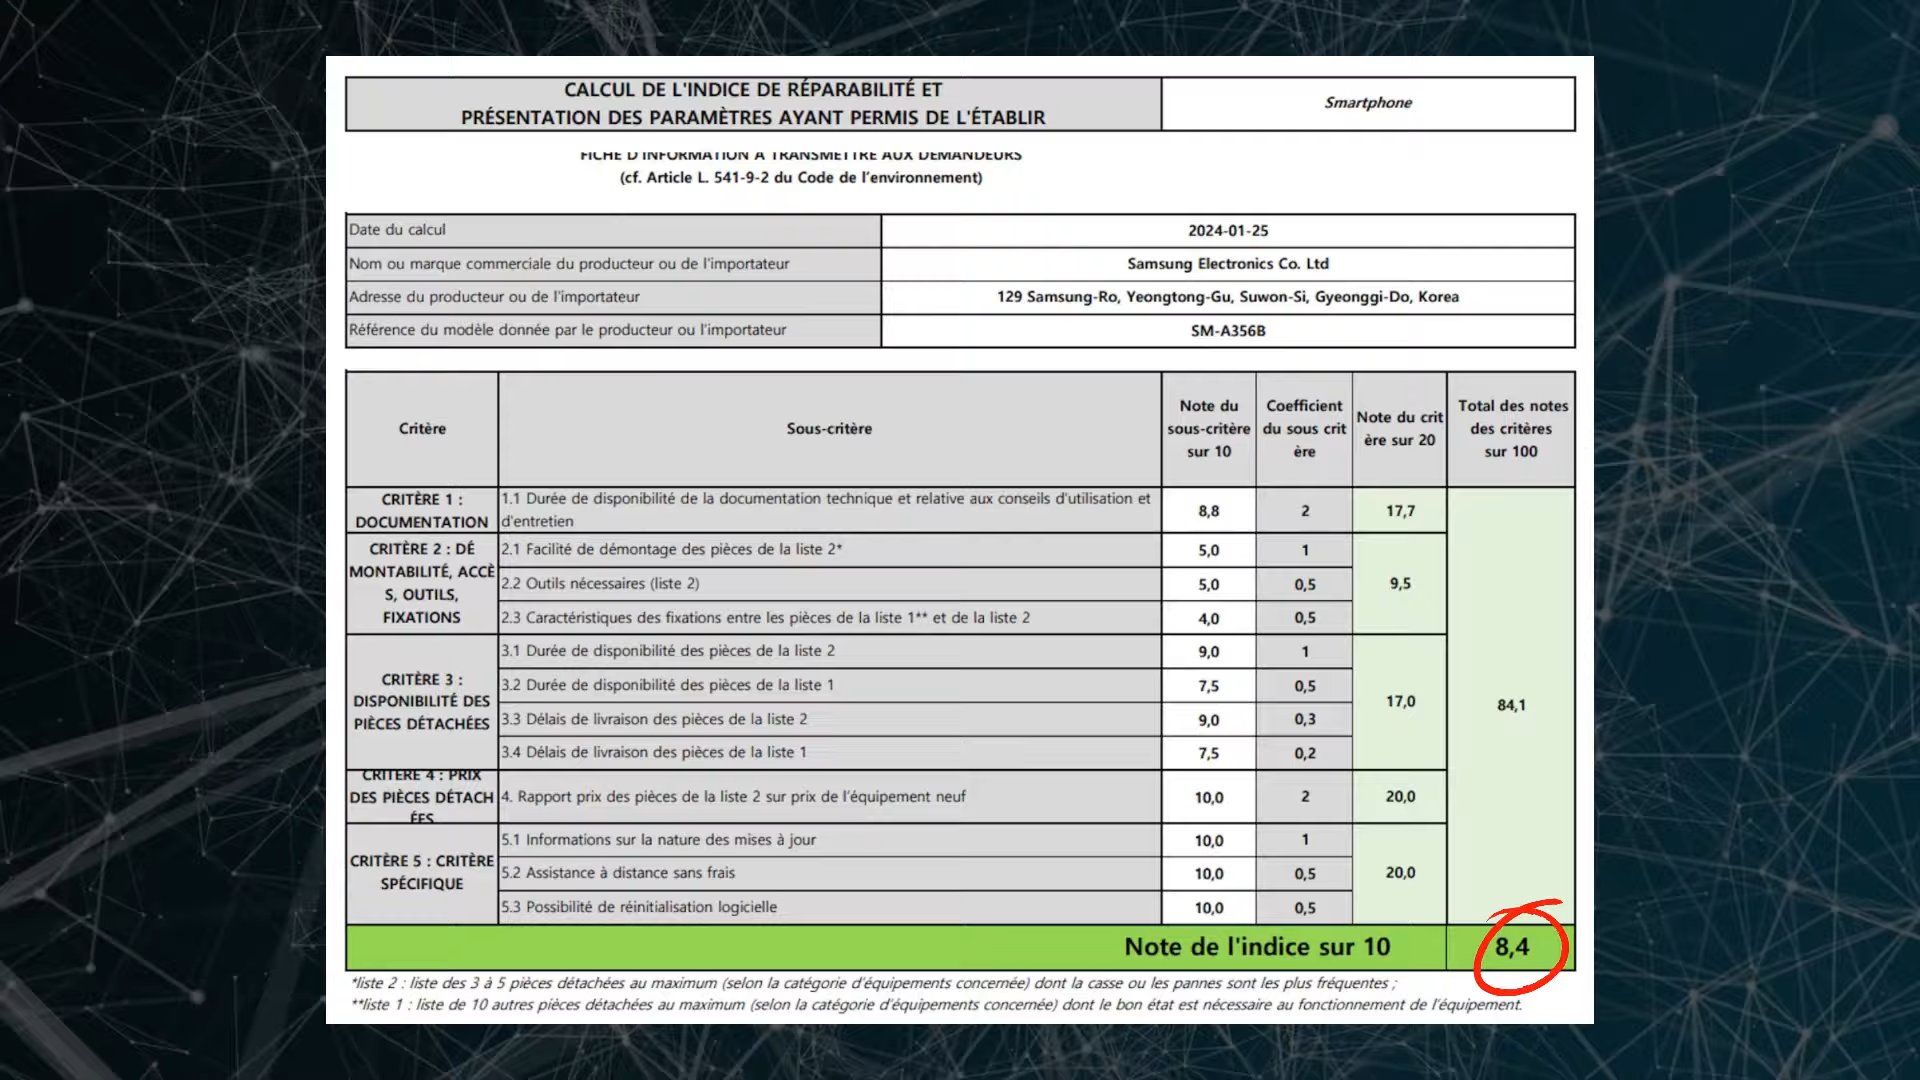 CALCUL DE L'INDICE DE RÉPARABILITÉ ET
PRÉSENTATION DES PARAMÈTRES AYANT PERMIS DE L'ÉTABLIR
Smartphone
FICHE D'INFORMATION A TRANSMETTRE AUX DEMANDEURS
(cf. Article L. 541-9-2 du Code de l'environnement)
Date du calcul
2024-01-25
Nom ou marque commerciale du producteur ou de l'importateur
Samsung Electronics Co. Ltd
Adresse du producteur ou de l'importateur
129 Samsung-Ro, Yeongtong-Gu, Suwon-Si, Gyeonggi-Do, Korea
Référence du modèle donnée par le producteur ou l'importateur
SM-A356B
Critère
Sous-critère
Note du
sous-critère
sur 10
Coefficient
du sous crit
ère
Note du crit
ère sur 20
Total des notes
des critères
sur 100
CRITÈRE 1 :
DOCUMENTATION
1.1 Durée de disponibilité de la documentation technique et relative aux conseils d'utilisation et
d'entretien
8,8
2
17,7
CRITÈRE 2 : DÉ
MONTABILITÉ, ACCÈ
S, OUTILS,
FIXATIONS
2.1 Facilité de démontage des pièces de la liste 2*
5,0
1
2.2 Outils nécessaires (liste 2)
5,0
0,5
9,5
2.3 Caractéristiques des fixations entre les pièces de la liste 1** et de la liste 2
4,0
0,5
CRITÈRE 3 :
DISPONIBILITÉ DES
PIÈCES DÉTACHÉES
3.1 Durée de disponibilité des pièces de la liste 2
9,0
1
3.2 Durée de disponibilité des pièces de la liste 1
7,5
0,5
17,0
84,1
3.3 Délais de livraison des pièces de la liste 2
9,0
0,3
3.4 Délais de livraison des pièces de la liste 1
7,5
0,2
CRITÈRE 4 : PRIX
DES PIÈCES DÉTACH
ÉES
4. Rapport prix des pièces de la liste 2 sur prix de l'équipement neuf
10,0
2
20,0
CRITÈRE 5 : CRITÈRE
SPÉCIFIQUE
5.1 Informations sur la nature des mises à jour
10,0
1
5.2 Assistance à distance sans frais
10,0
0,5
20,0
5.3 Possibilité de réinitialisation logicielle
10,0
0,5
Note de l'indice sur 10
8,4
*liste 2 : liste des 3 à 5 pièces détachées au maximum (selon la catégorie d'équipements concernée) dont la casse ou les pannes sont les plus fréquentes ;
**liste 1 : liste de 10 autres pièces détachées au maximum (selon la catégorie d'équipements concernée) dont le bon état est nécessaire au fonctionnement de l'équipement.